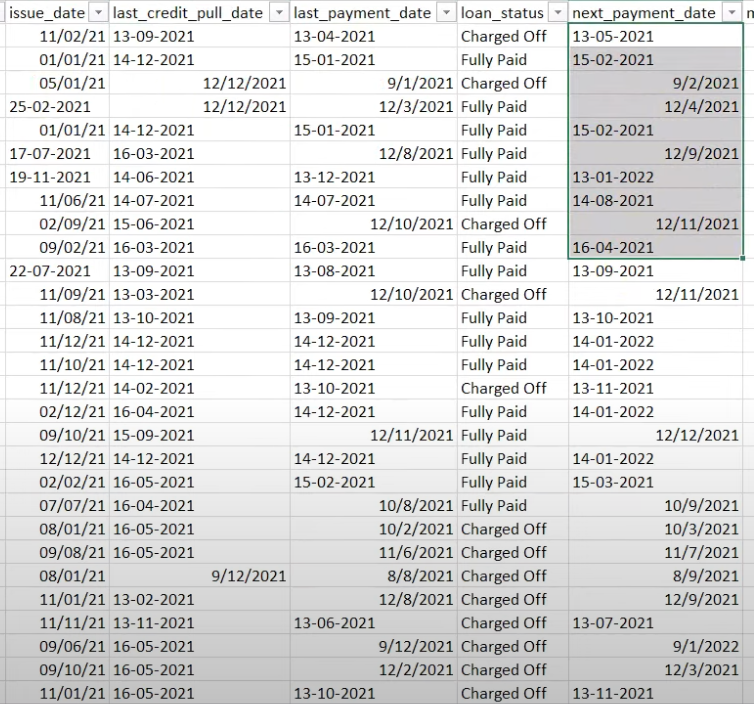 issue_date last_credit_pull_date last_payment_date loan_status next_payment_date
11/02/21 13-09-2021 13-04-2021 Charged Off 13-05-2021
01/01/21 14-12-2021 15-01-2021 Fully Paid 15-02-2021
05/01/21 12/12/2021 9/1/2021 Charged Off 9/2/2021
25-02-2021 12/12/2021 12/3/2021 Fully Paid 12/4/2021
01/01/21 14-12-2021 15-01-2021 Fully Paid 15-02-2021
17-07-2021 16-03-2021 12/8/2021 Fully Paid 12/9/2021
19-11-2021 14-06-2021 13-12-2021 Fully Paid 13-01-2022
11/06/21 14-07-2021 14-07-2021 Fully Paid 14-08-2021
02/09/21 15-06-2021 12/10/2021 Charged Off 12/11/2021
09/02/21 16-03-2021 16-03-2021 Fully Paid 16-04-2021
22-07-2021 13-09-2021 13-08-2021 Fully Paid 13-09-2021
11/09/21 13-03-2021 12/10/2021 Charged Off 12/11/2021
11/08/21 13-10-2021 13-09-2021 Fully Paid 13-10-2021
11/12/21 14-12-2021 14-12-2021 Fully Paid 14-01-2022
11/10/21 14-12-2021 14-12-2021 Fully Paid 14-01-2022
11/12/21 14-02-2021 13-10-2021 Charged Off 13-11-2021
02/12/21 16-04-2021 14-12-2021 Fully Paid 14-01-2022
09/10/21 15-09-2021 12/11/2021 Fully Paid 12/12/2021
12/12/21 14-12-2021 14-12-2021 Fully Paid 14-01-2022
02/02/21 16-05-2021 15-02-2021 Fully Paid 15-03-2021
07/07/21 16-04-2021 10/8/2021 Fully Paid 10/9/2021
08/01/21 16-05-2021 10/2/2021 Charged Off 10/3/2021
09/08/21 16-05-2021 11/6/2021 Charged Off 11/7/2021
08/01/21 9/12/2021 8/8/2021 Charged Off 8/9/2021
11/01/21 13-02-2021 12/8/2021 Charged Off 12/9/2021
11/11/21 13-11-2021 13-06-2021 Charged Off 13-07-2021
09/06/21 16-05-2021 9/12/2021 Charged Off 9/1/2022
09/10/21 16-05-2021 12/2/2021 Charged Off 12/3/2021
11/01/21 16-05-2021 13-10-2021 Charged Off 13-11-2021